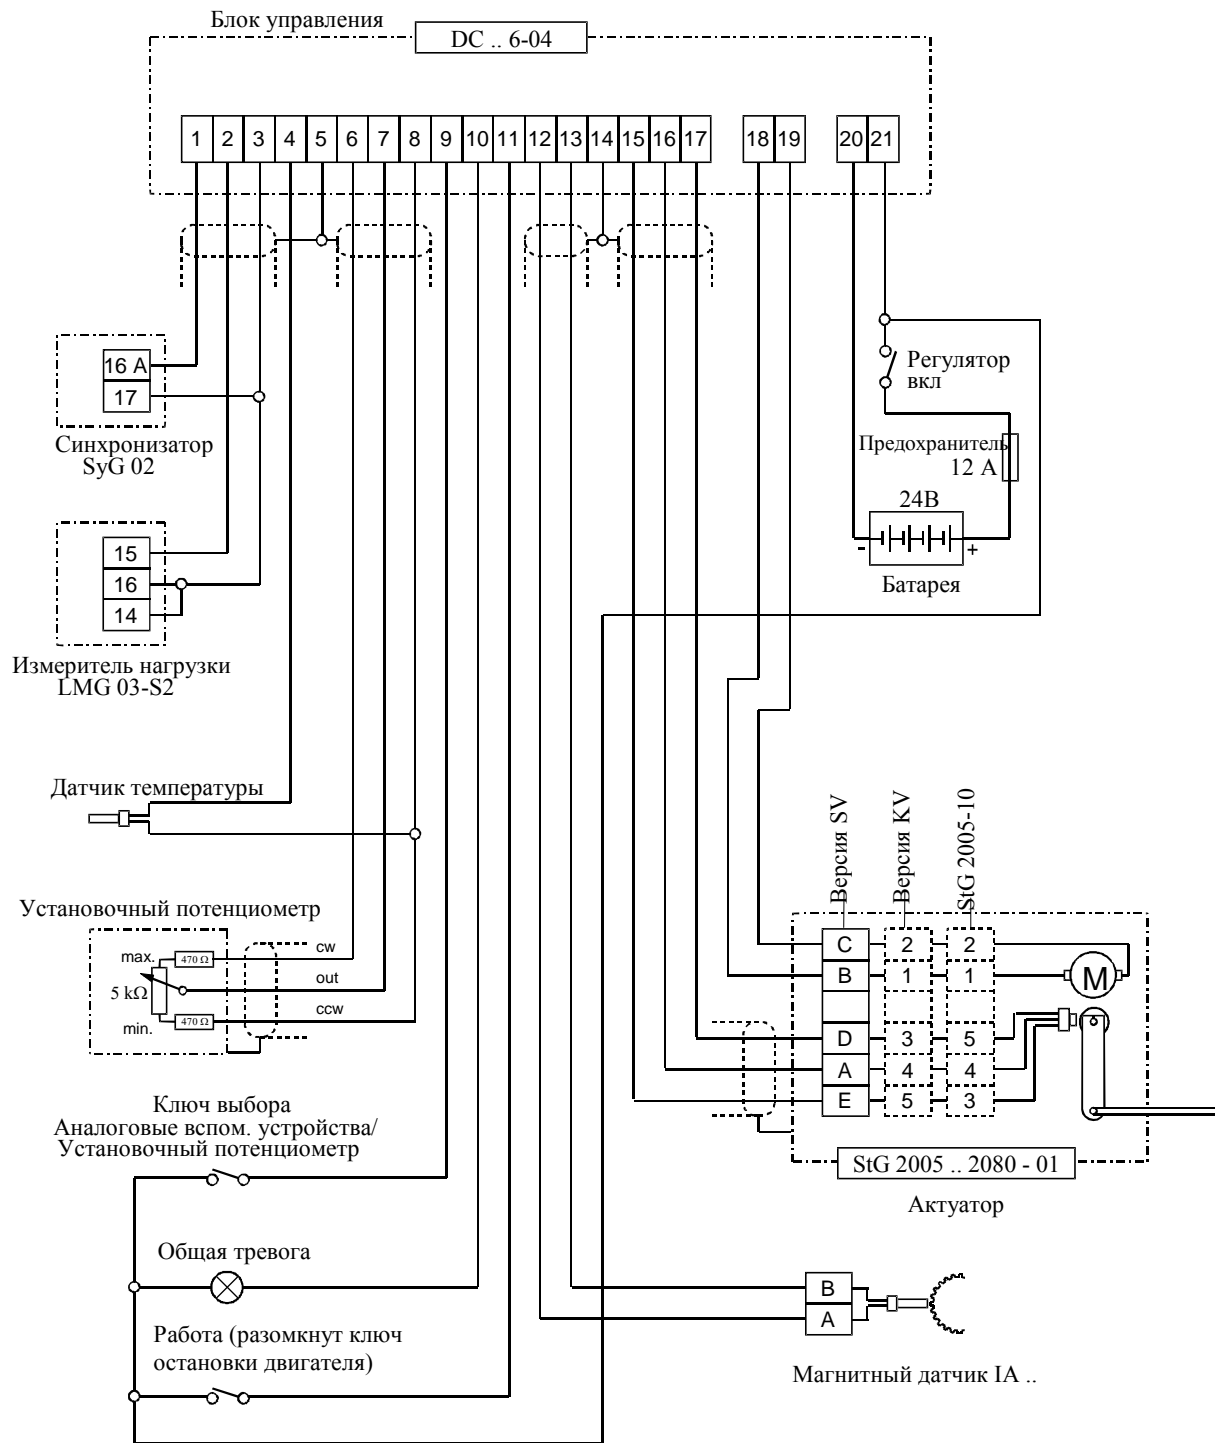 Блок управления
DC .. 6-04
1 2 3 4 5 6 7 8 9 10 11 12 13 14 15 16 17 18 19 20 21
16 A
17
Синхронизатор
SyG 02
Регулятор
вкл
Предохранитель
12 A
24В
- +
Батарея
15
16
14
Измеритель нагрузки
LMG 03-S2
Датчик температуры
Установочный потенциометр
max.
470 Ω
cw
5 kΩ
out
min.
470 Ω
ccw
Версия SV
Версия KV
StG 2005-10
C 2 2
B 1 1
M
D 3 5
A 4 4
E 5 3
StG 2005 .. 2080 - 01
Актуатор
Ключ выбора
Аналоговые вспом. устройства/
Установочный потенциометр
Общая тревога
Работа (разомкнут ключ
остановки двигателя)
B
A
Магнитный датчик IA ..